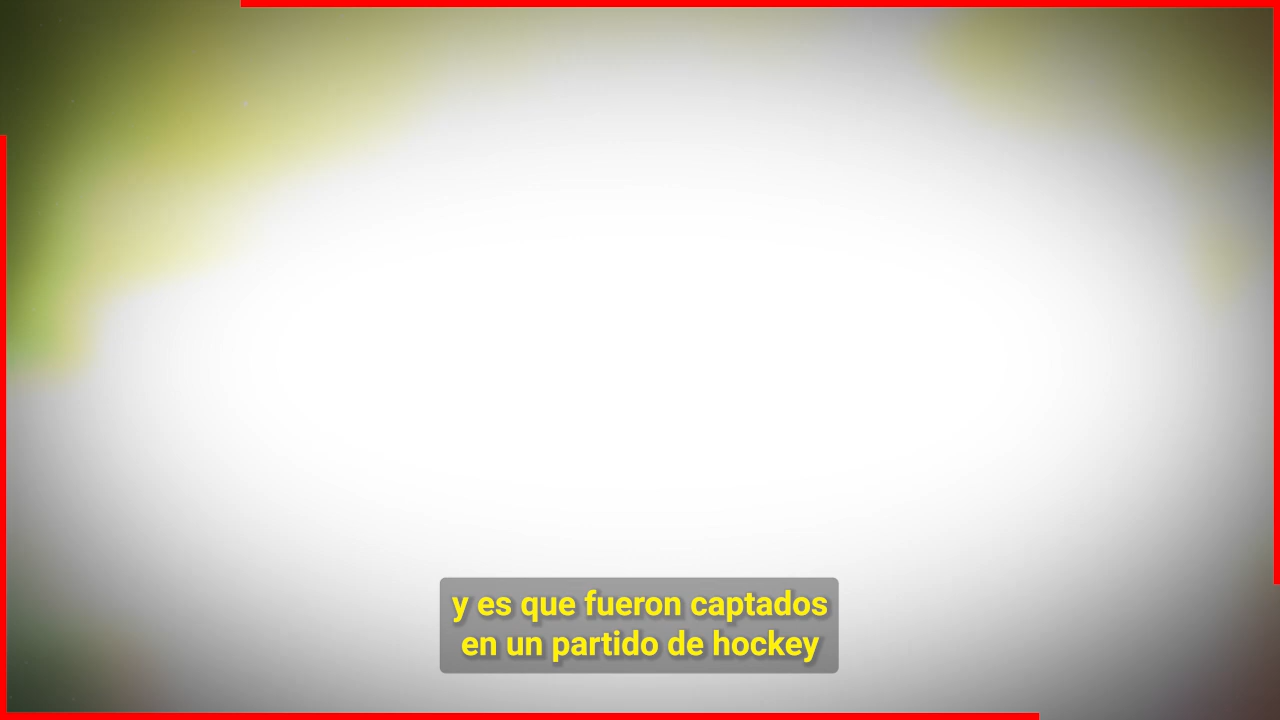 y es que fueron captados
en un partido de hockey